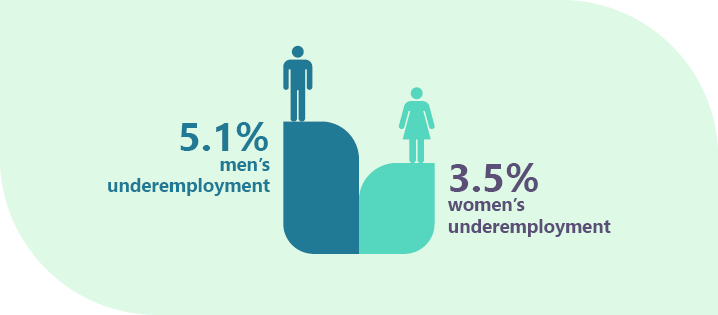 5.1%
men’s
underemployment
3.5%
women’s
underemployment